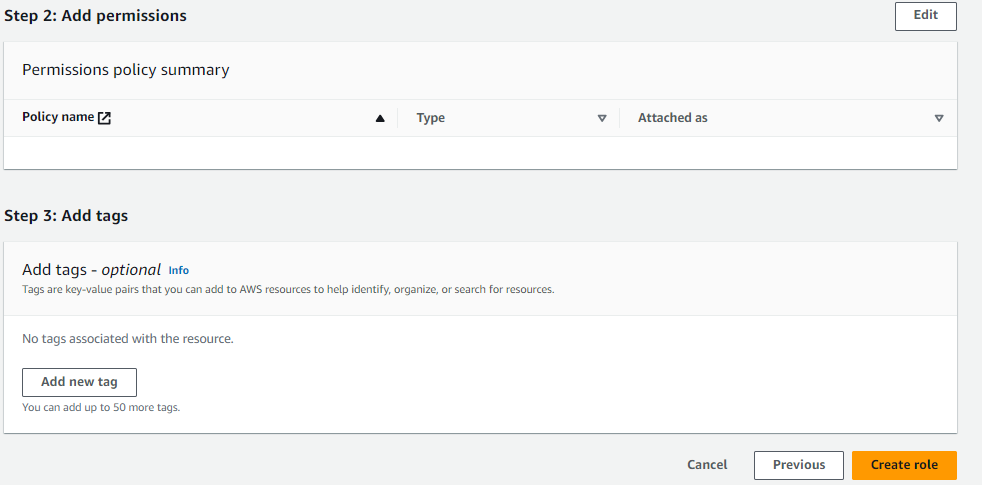 Step 2: Add permissions
Edit
Permissions policy summary
Policy name
Type
Attached as
Step 3: Add tags
Add tags - optional Info
Tags are key-value pairs that you can add to AWS resources to help identify, organize, or search for resources.
No tags associated with the resource.
Add new tag
You can add up to 50 more tags.
Cancel
Previous
Create role